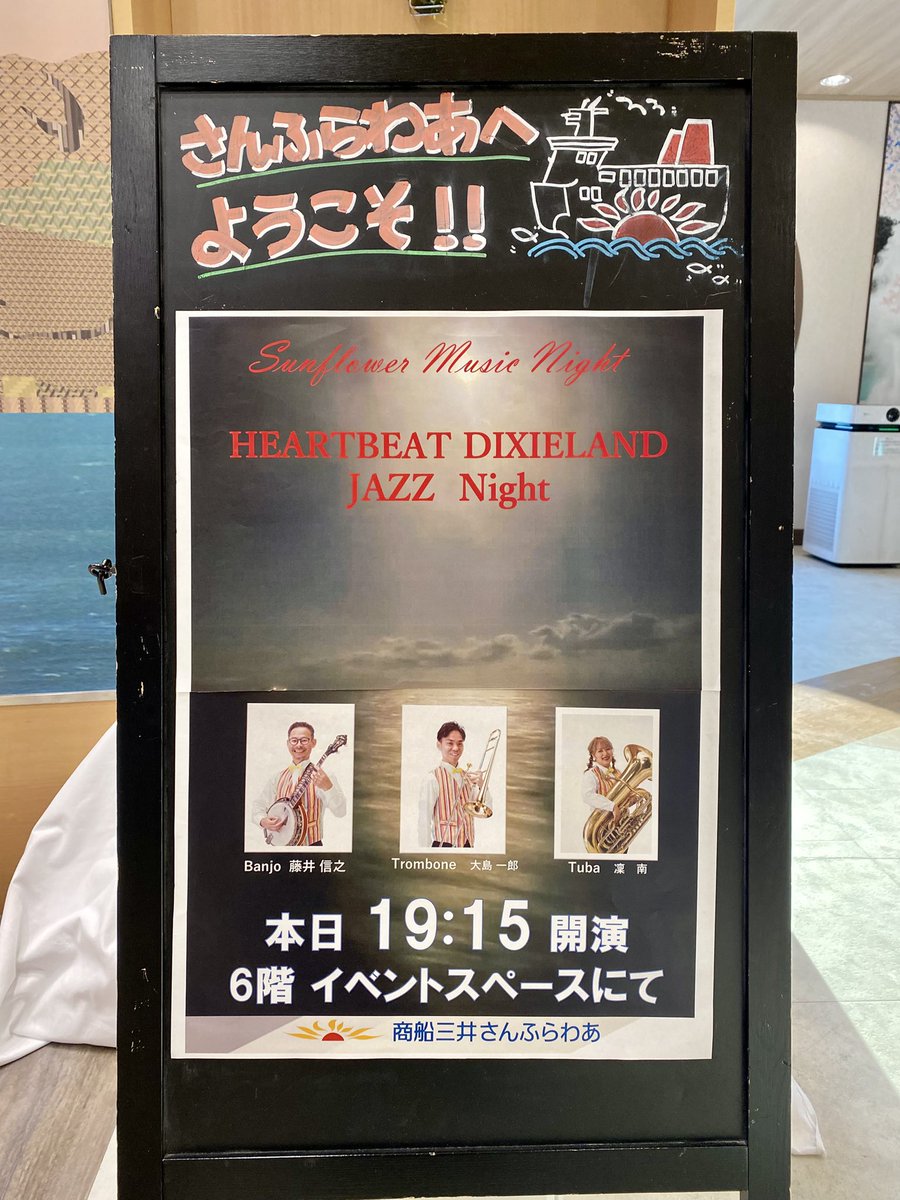 さんふらわあへ
ようこそ!!
Sunflower Music Night
HEARTBEAT DIXIELAND
JAZZ Night
Banjo 藤井 信之
Trombone 大島 一郎
Tuba 凜 南
本日 19:15 開演
6階 イベントスペースにて
商船三井さんふらわあ